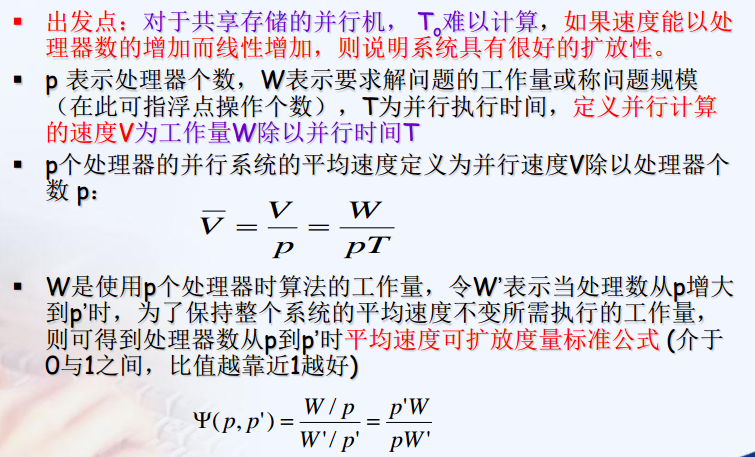 ▪ 出发点：对于共享存储的并行机， To难以计算，如果速度能以处
理器数的增加而线性增加，则说明系统具有很好的扩放性。
▪ p 表示处理器个数，W表示要求解问题的工作量或称问题规模
（在此可指浮点操作个数），T为并行执行时间，定义并行计算
的速度V为工作量W除以并行时间T
▪ p个处理器的并行系统的平均速度定义为并行速度V除以处理器个
数 p：
V̅ = V/p = W/pT
▪ W是使用p个处理器时算法的工作量，令W’表示当处理数从p增大
到p’时，为了保持整个系统的平均速度不变所需执行的工作量，
则可得到处理器数从p到p’时平均速度可扩放度量标准公式 (介于
0与1之间，比值越靠近1越好)
Ψ(p, p') = (W / p)/(W'/ p') = p'W/pW'